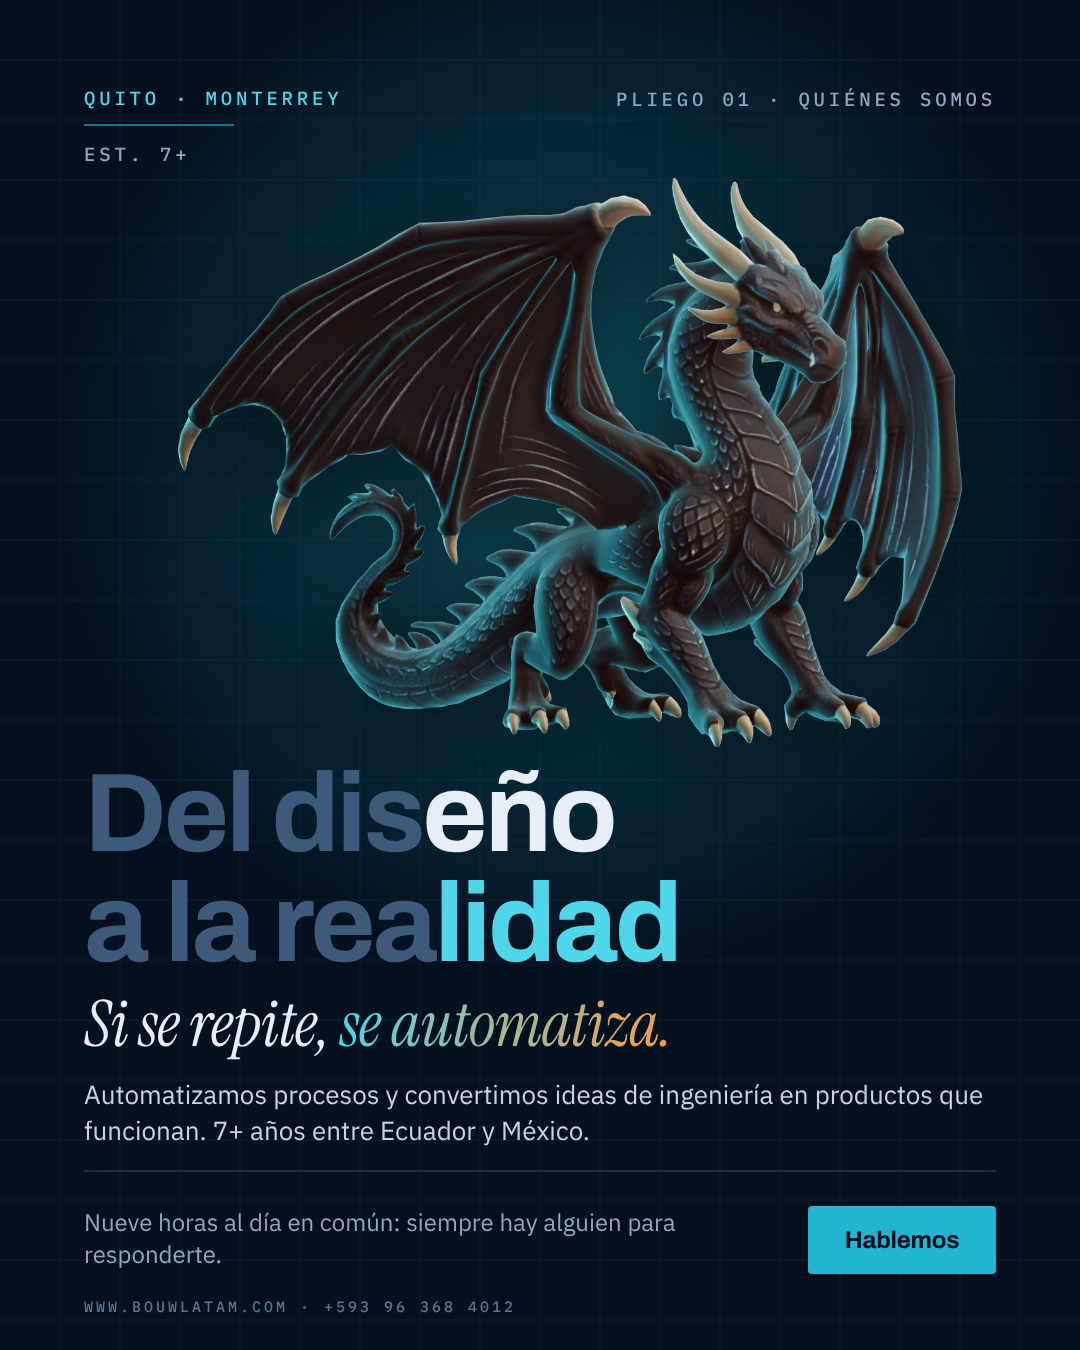 QUITO · MONTERREY
PLIEGO 01 · QUIÉNES SOMOS
EST. 7+
Del diseño
a la realidad
Si se repite, se automatiza.
Automatizamos procesos y convertimos ideas de ingeniería en productos que
funcionan. 7+ años entre Ecuador y México.
Nueve horas al día en común: siempre hay alguien para
responderte.
Hablemos
WWW.BOUWLATAM.COM · +593 96 368 4012